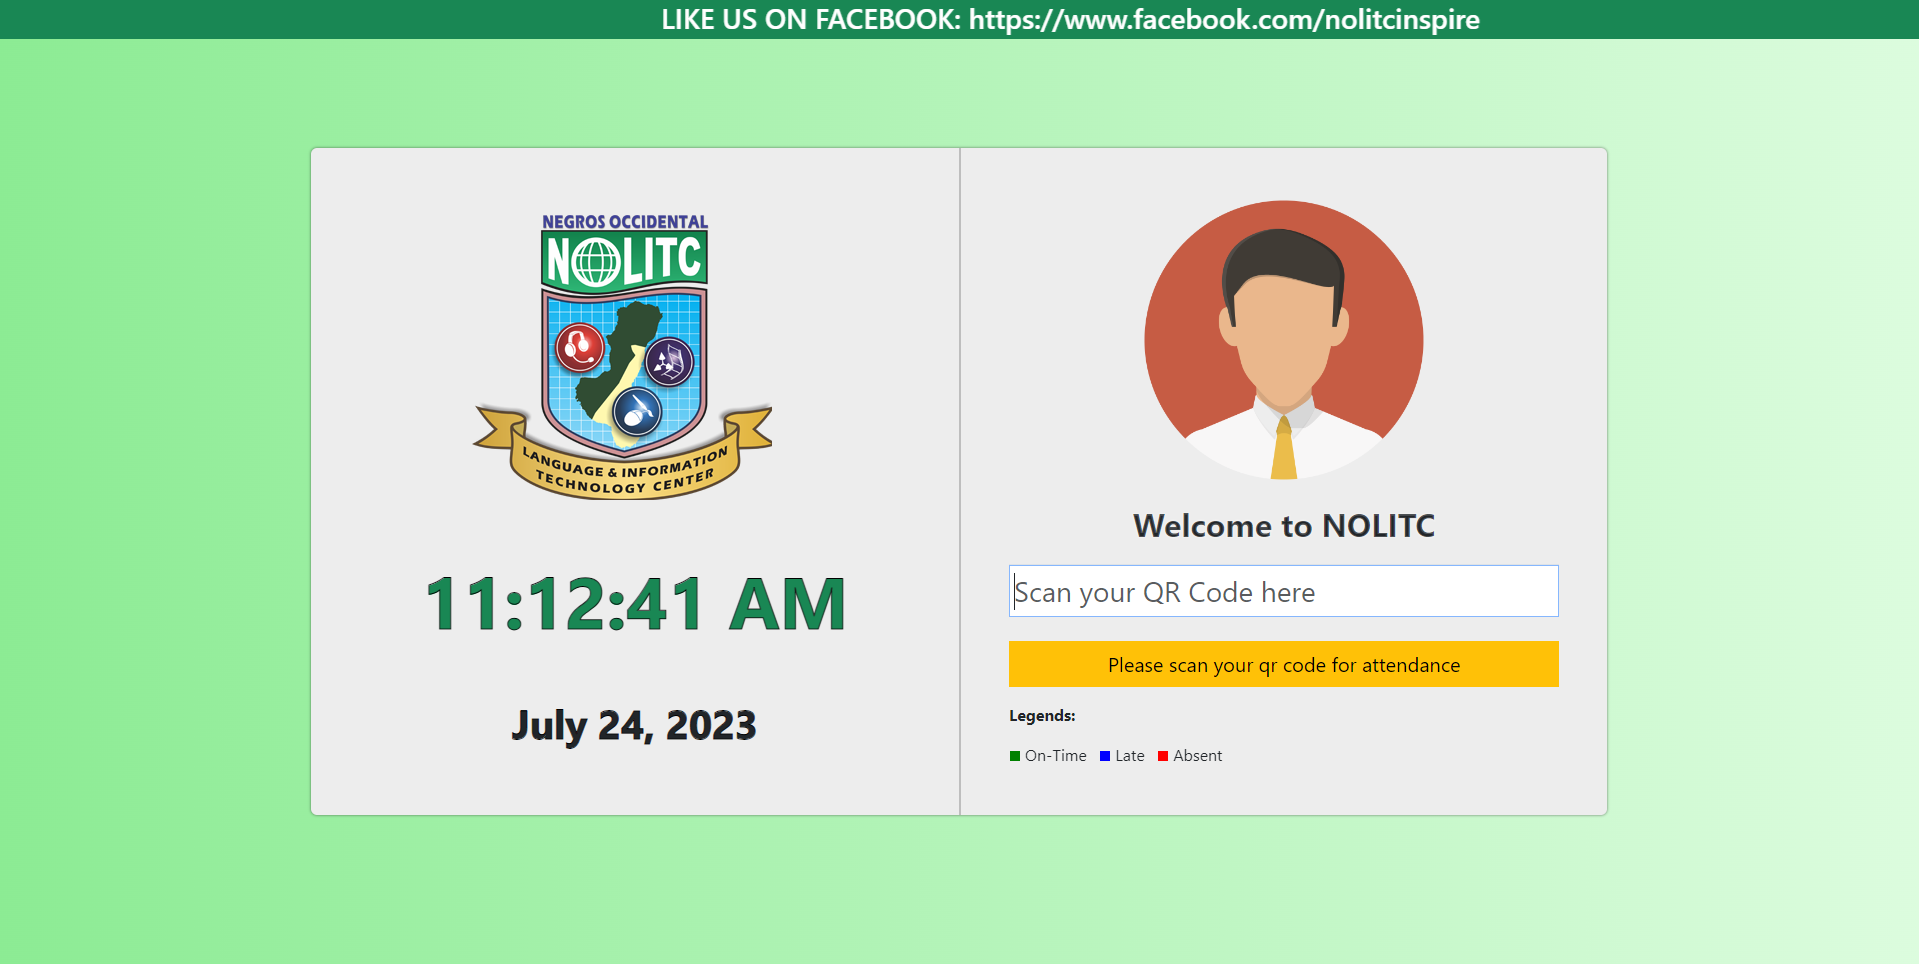 LIKE US ON FACEBOOK: https://www.facebook.com/nolitcinspire
NEGROS OCCIDENTAL
NOLITC
LANGUAGE & INFORMATION
TECHNOLOGY CENTER
11:12:41 AM
July 24, 2023
Welcome to NOLITC
Scan your QR Code here
Please scan your qr code for attendance
Legends:
On-Time Late Absent